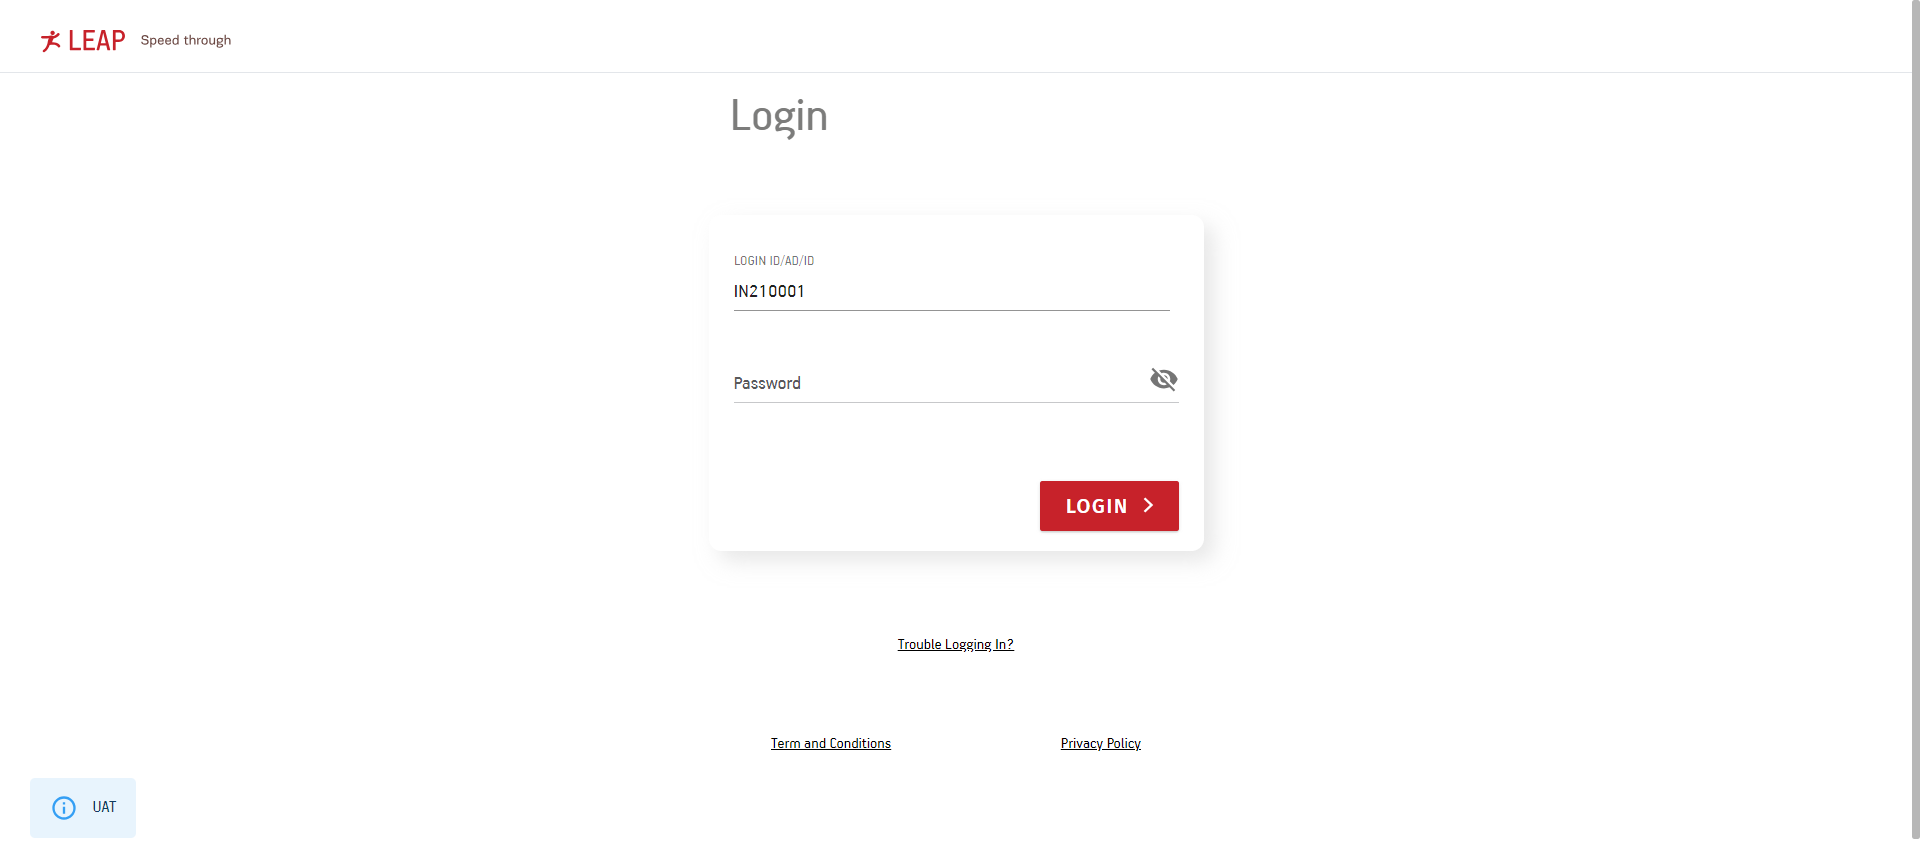 LEAP Speed through
Login
LOGIN ID/AD/ID
IN210001
Password
LOGIN
Trouble Logging In?
Term and Conditions Privacy Policy
UAT